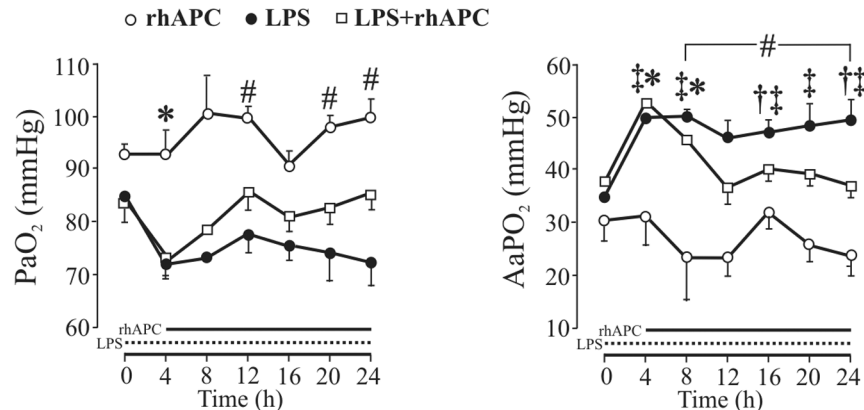 ○ rhAPC ● LPS □ LPS+rhAPC
PaO₂ (mmHg)
110
100
90
80
70
60
* # # #
rhAPC
LPS
0 4 8 12 16 20 24
Time (h)
AaPO₂ (mmHg)
60
50
40
30
20
10
#
‡* ‡* †‡ ‡ †‡
rhAPC
LPS
0 4 8 12 16 20 24
Time (h)